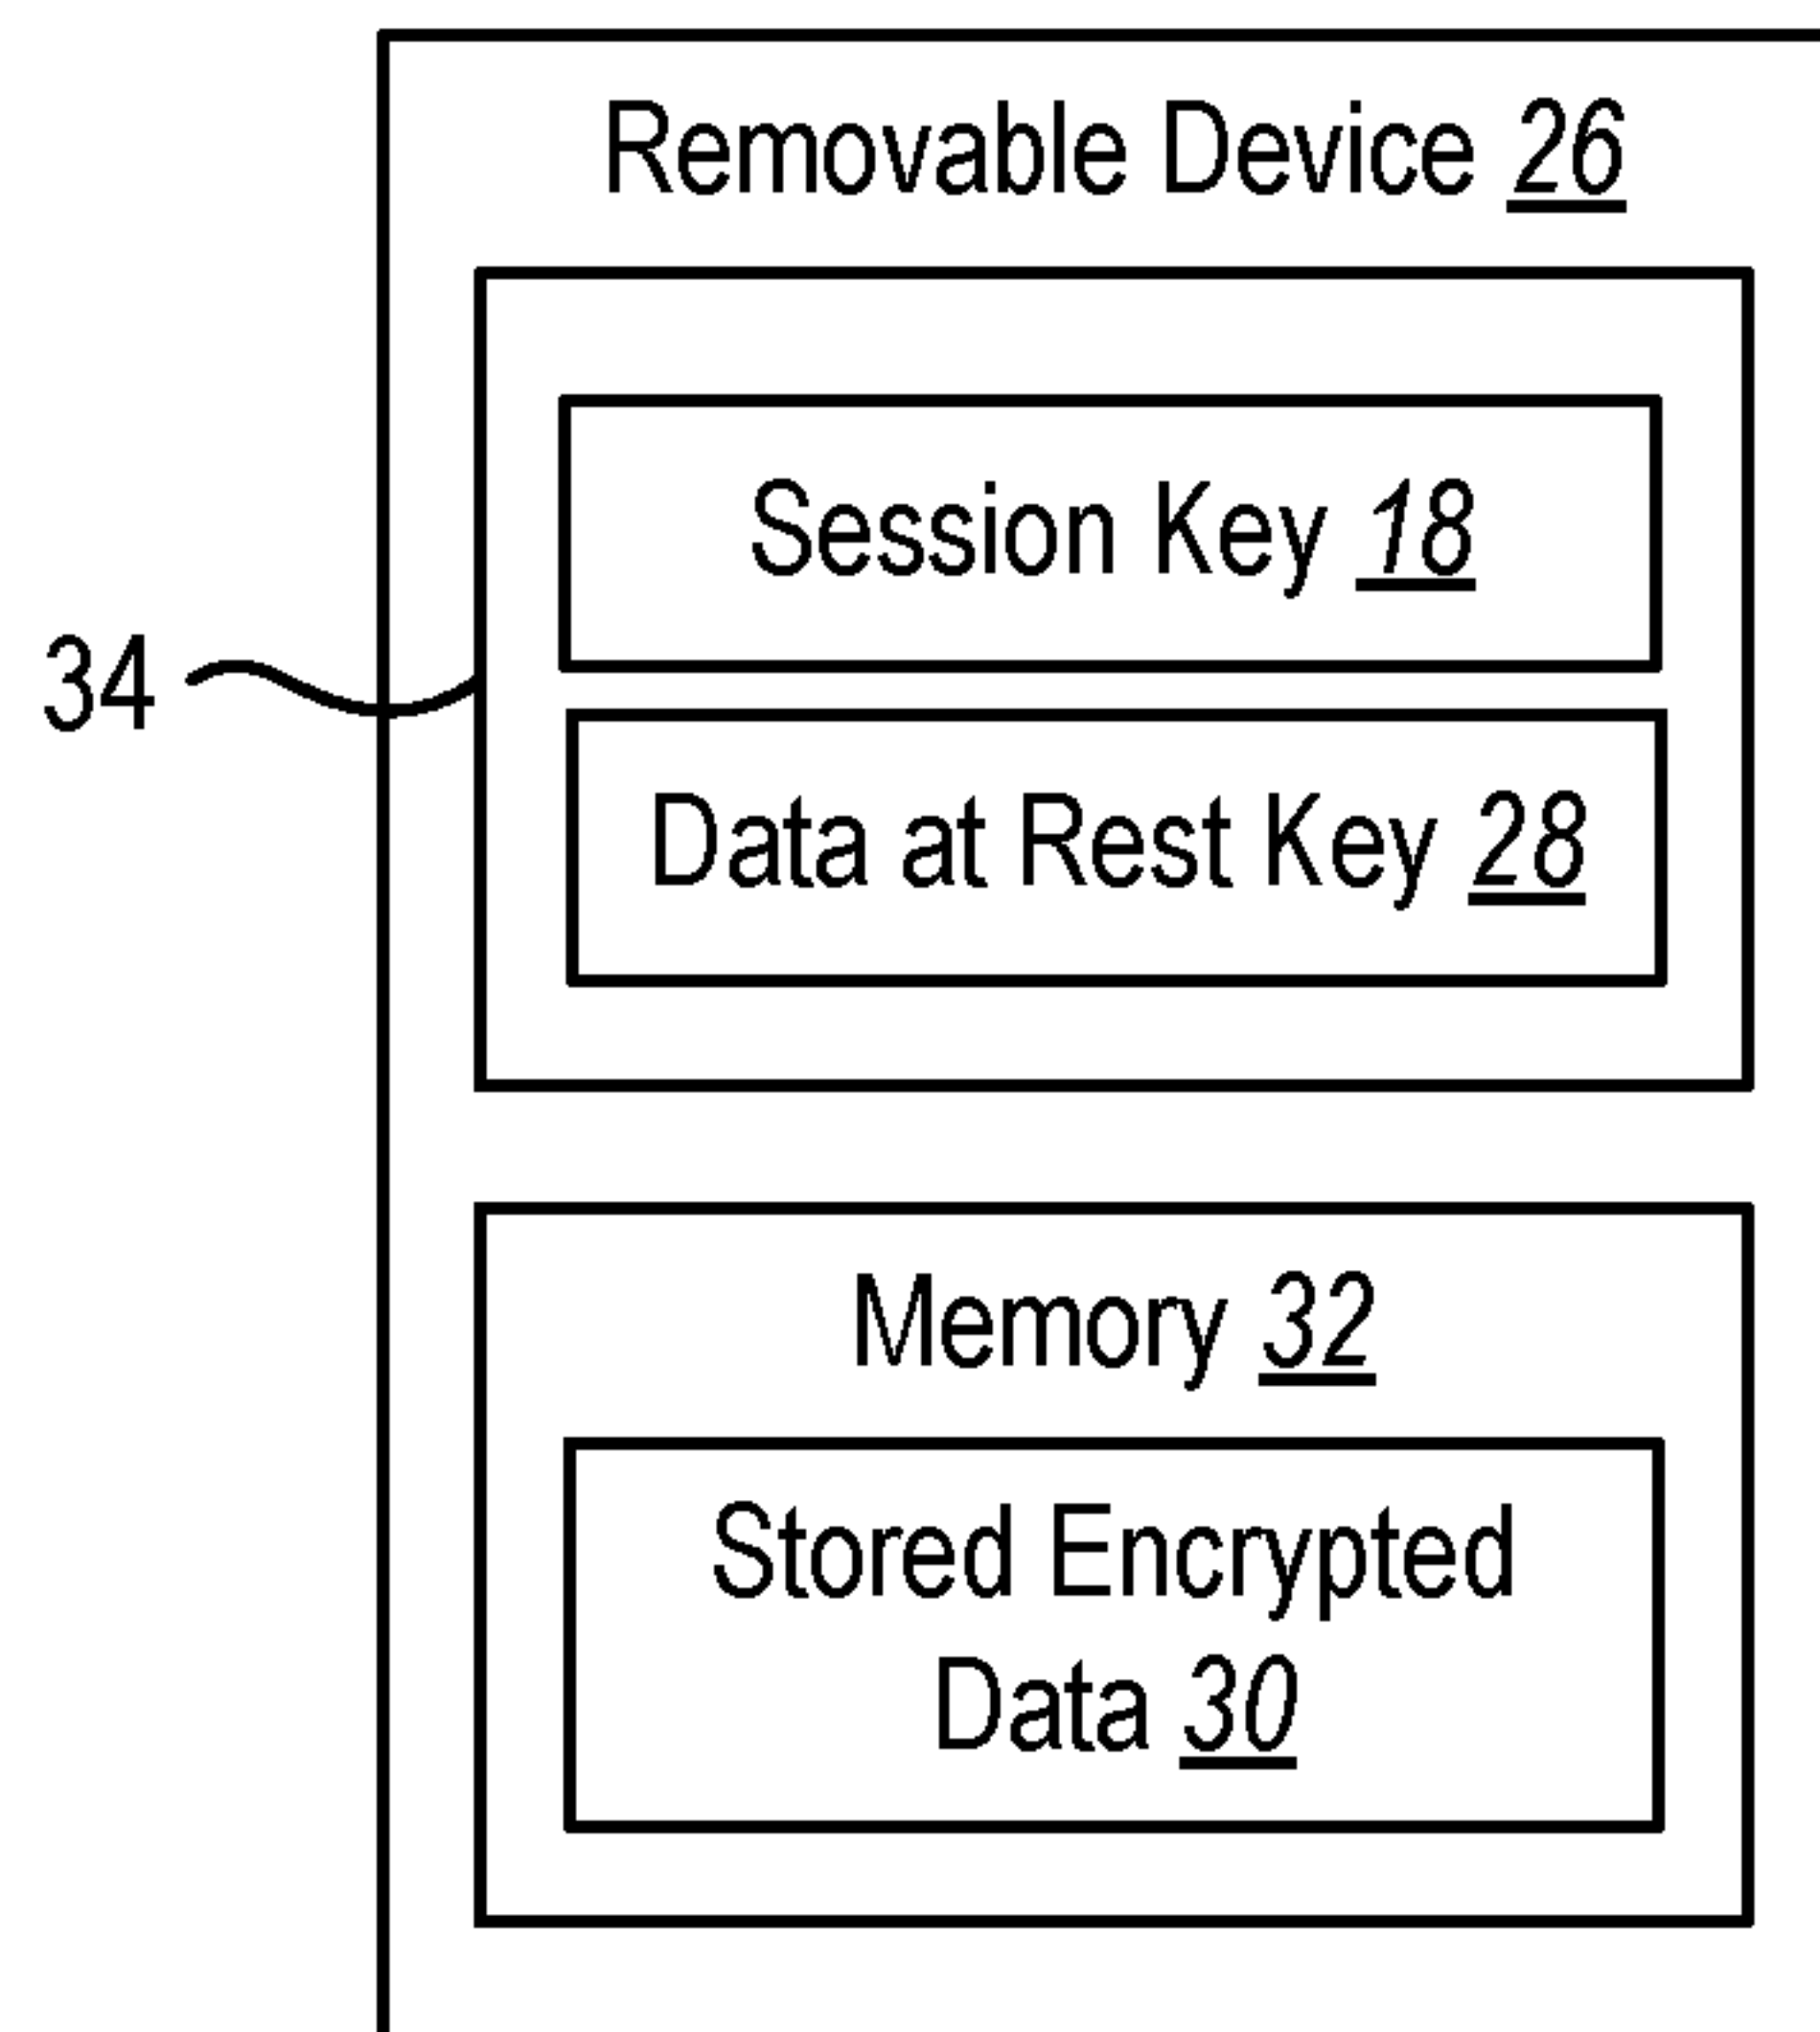 Removable Device 26
Session Key 18
34
Data at Rest Key 28
Memory 32
Stored Encrypted
Data 30